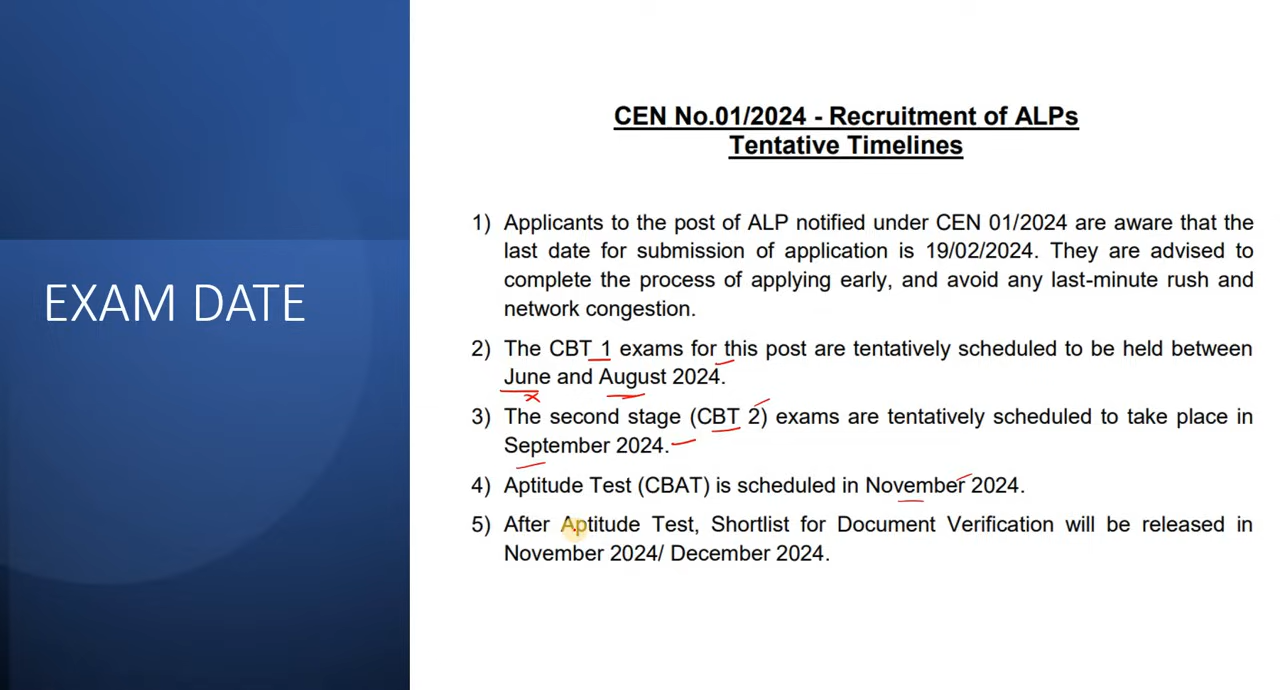 EXAM DATE
CEN No.01/2024 - Recruitment of ALPs
Tentative Timelines
1) Applicants to the post of ALP notified under CEN 01/2024 are aware that the
last date for submission of application is 19/02/2024. They are advised to
complete the process of applying early, and avoid any last-minute rush and
network congestion.
2) The CBT 1 exams for this post are tentatively scheduled to be held between
June and August 2024.
3) The second stage (CBT 2) exams are tentatively scheduled to take place in
September 2024.
4) Aptitude Test (CBAT) is scheduled in November 2024.
5) After Aptitude Test, Shortlist for Document Verification will be released in
November 2024/ December 2024.